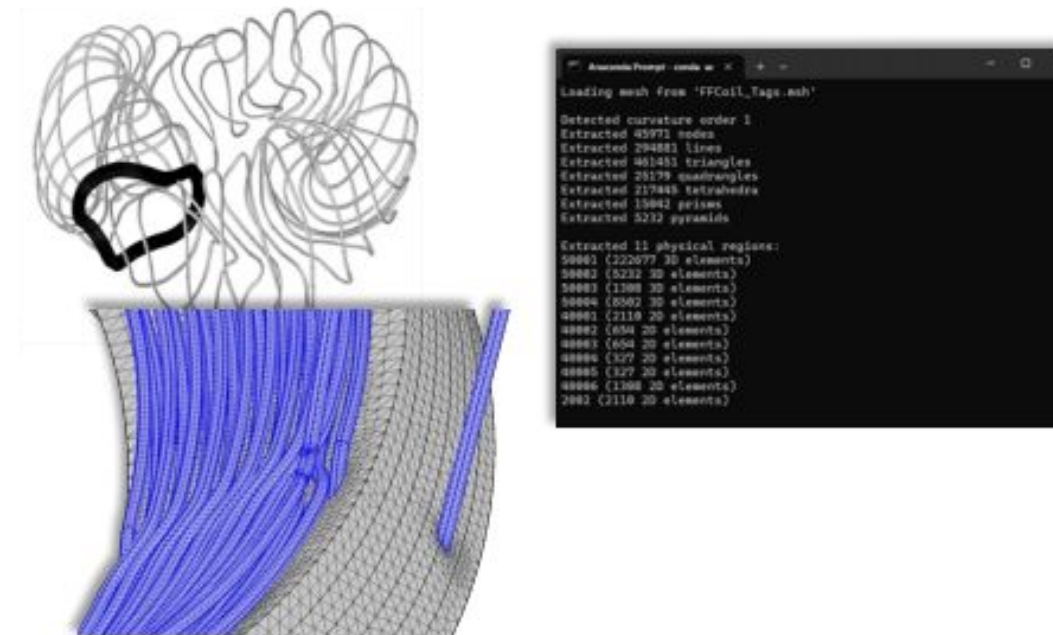 Anaconda Prompt - conda
Loading mesh from 'FFCoil_Tags.msh'
Detected curvature order 1
Extracted 45971 nodes
Extracted 294881 lines
Extracted 461451 triangles
Extracted 25179 quadrangles
Extracted 217445 tetrahedra
Extracted 15042 prisms
Extracted 5232 pyramids
Extracted 11 physical regions:
50001 (222677 3D elements)
50002 (5232 3D elements)
50003 (1308 3D elements)
50004 (8502 3D elements)
40001 (2110 2D elements)
40002 (654 2D elements)
40003 (654 2D elements)
40004 (327 2D elements)
40005 (327 2D elements)
40006 (1308 2D elements)
2002 (2110 2D elements)